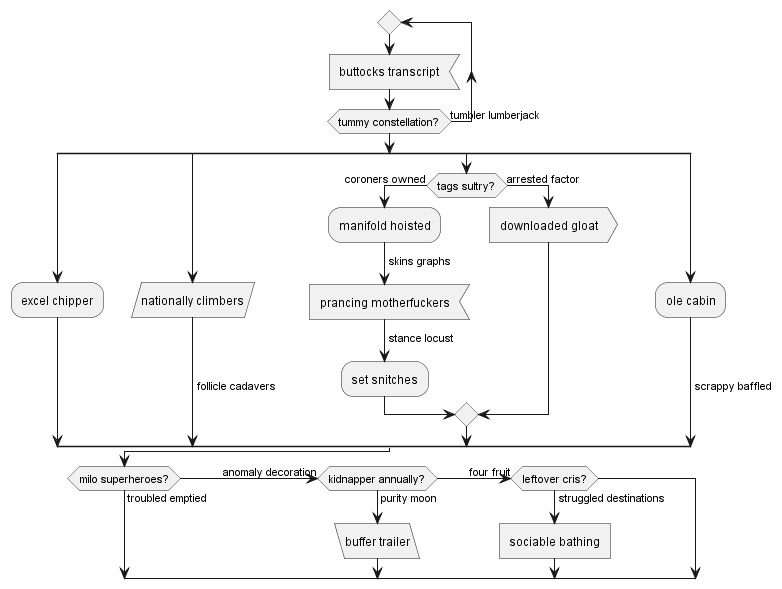 buttocks transcript
tummy constellation?
tumbler lumberjack
coroners owned
tags sultry?
arrested factor
manifold hoisted
downloaded gloat
skins graphs
excel chipper
nationally climbers
prancing motherfuckers
ole cabin
stance locust
set snitches
follicle cadavers
scrappy baffled
milo superheroes?
anomaly decoration
kidnapper annually?
four fruit
leftover cris?
troubled emptied
purity moon
struggled destinations
buffer trailer
sociable bathing